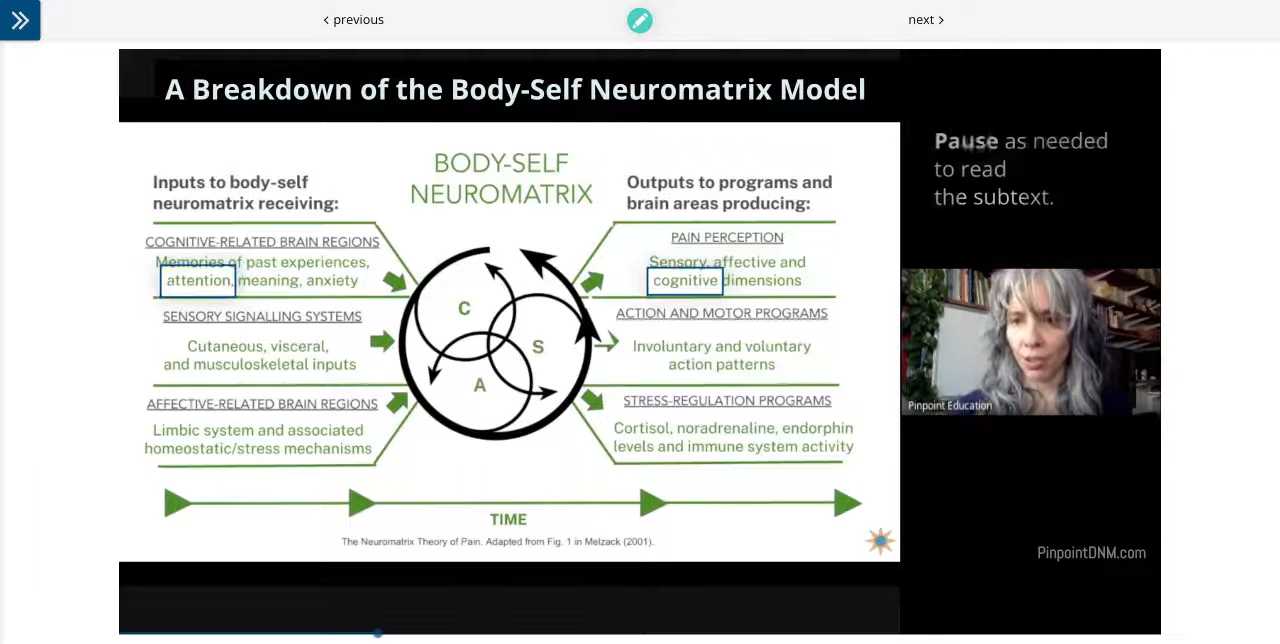 previous
next
A Breakdown of the Body-Self Neuromatrix Model
Pause as needed
to read
the subtext.
BODY-SELF
NEUROMATRIX
Inputs to body-self
neuromatrix receiving:
COGNITIVE-RELATED BRAIN REGIONS
Memories of past experiences,
attention, meaning, anxiety
SENSORY SIGNALLING SYSTEMS
Cutaneous, visceral,
and musculoskeletal inputs
AFFECTIVE-RELATED BRAIN REGIONS
Limbic system and associated
homeostatic/stress mechanisms
C
S
A
Outputs to programs and
brain areas producing:
PAIN PERCEPTION
Sensory, affective and
cognitive dimensions
ACTION AND MOTOR PROGRAMS
Involuntary and voluntary
action patterns
STRESS-REGULATION PROGRAMS
Cortisol, noradrenaline, endorphin
levels and immune system activity
TIME
The Neuromatrix Theory of Pain. Adapted from Fig. 1 in Melzack (2001).
Pinpoint Education
PinpointDNM.com